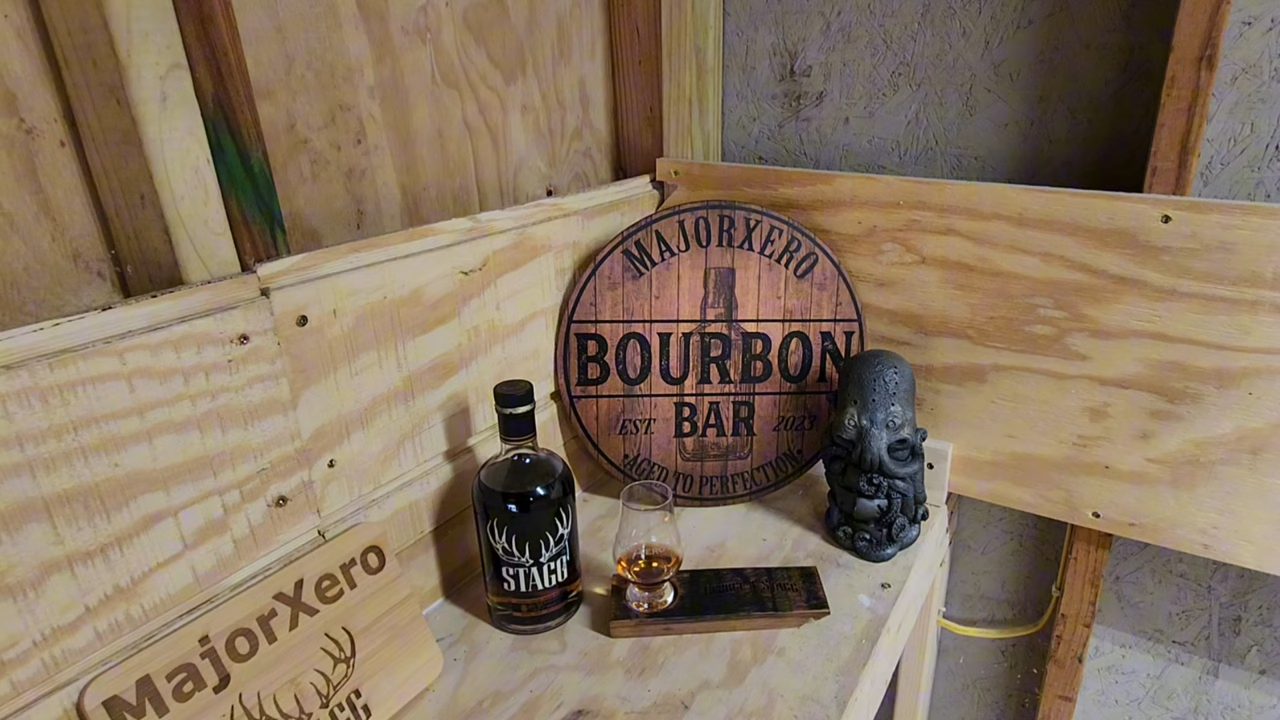 MAJORXERO
BOURBON
BAR
EST. 2023
·AGED TO PERFECTION·
STAGG
MajorXero